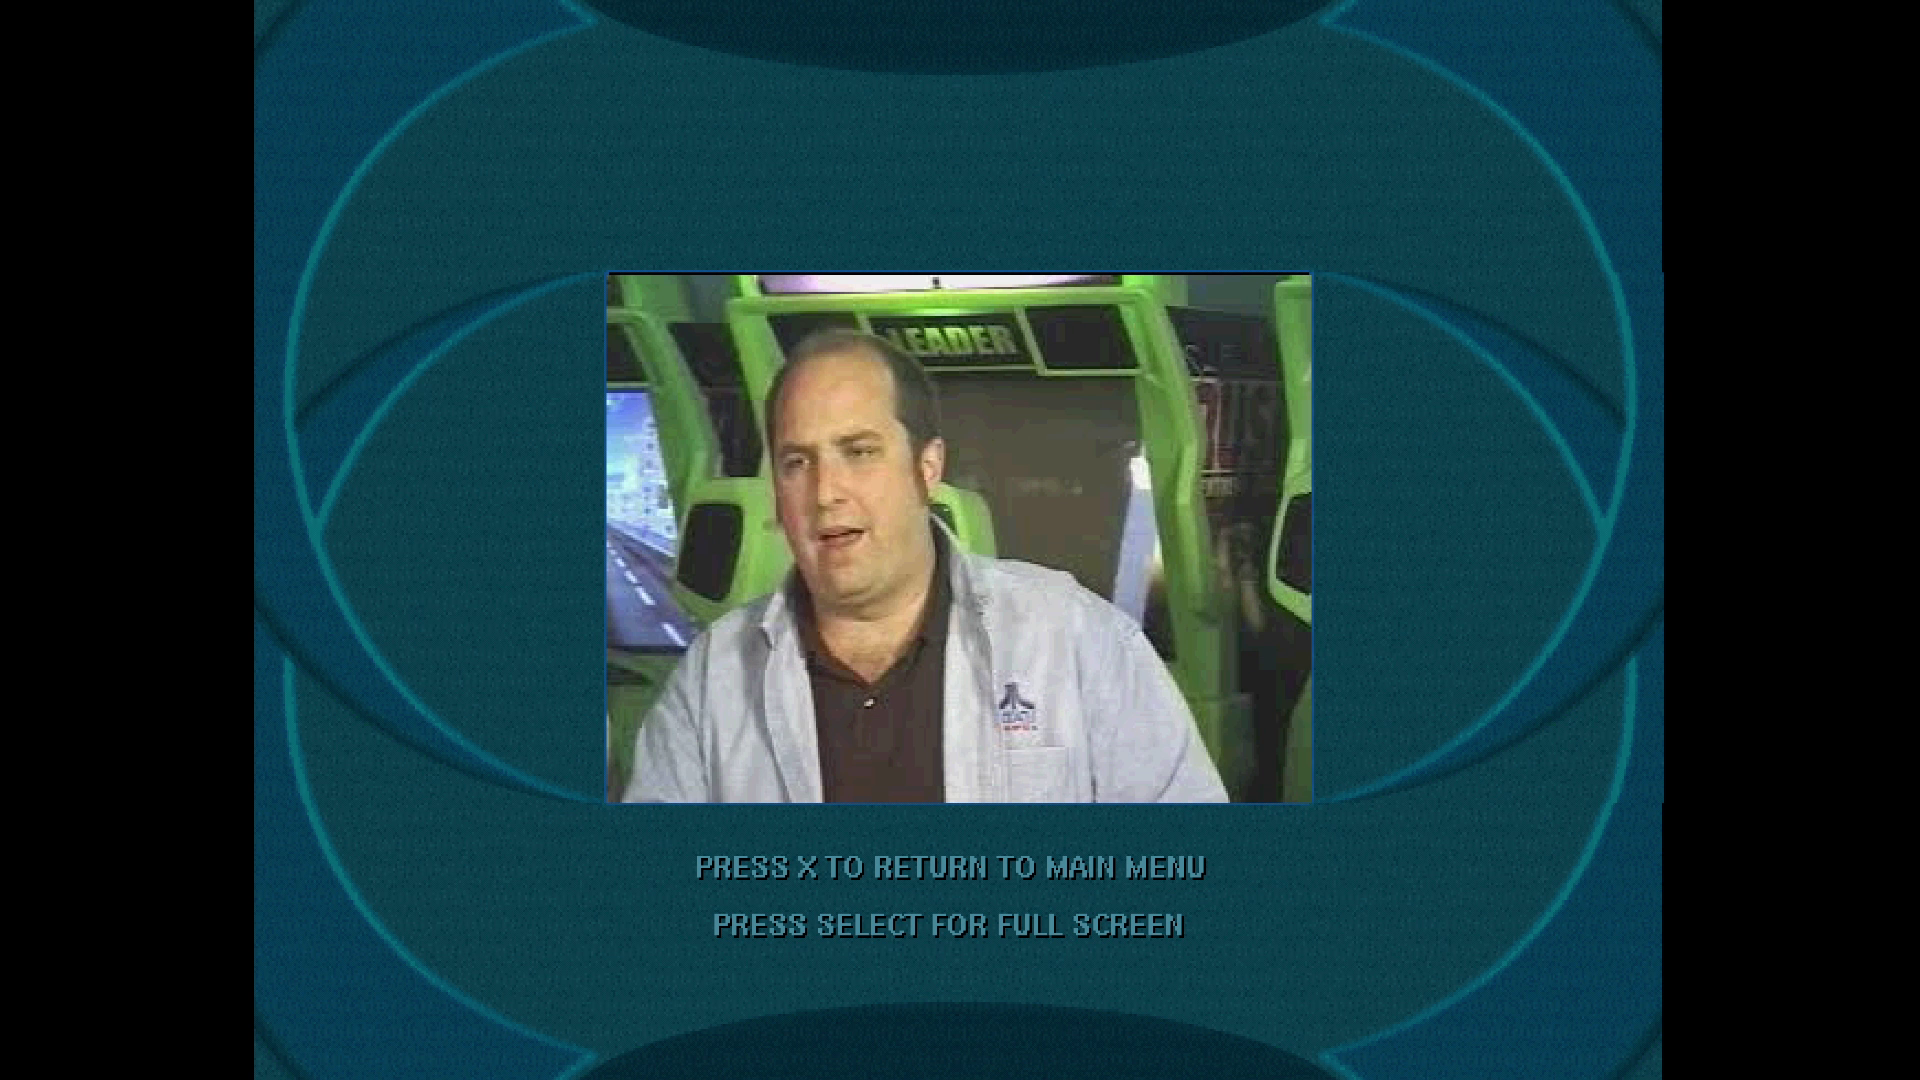 LEADER
PRESS X TO RETURN TO MAIN MENU
PRESS SELECT FOR FULL SCREEN